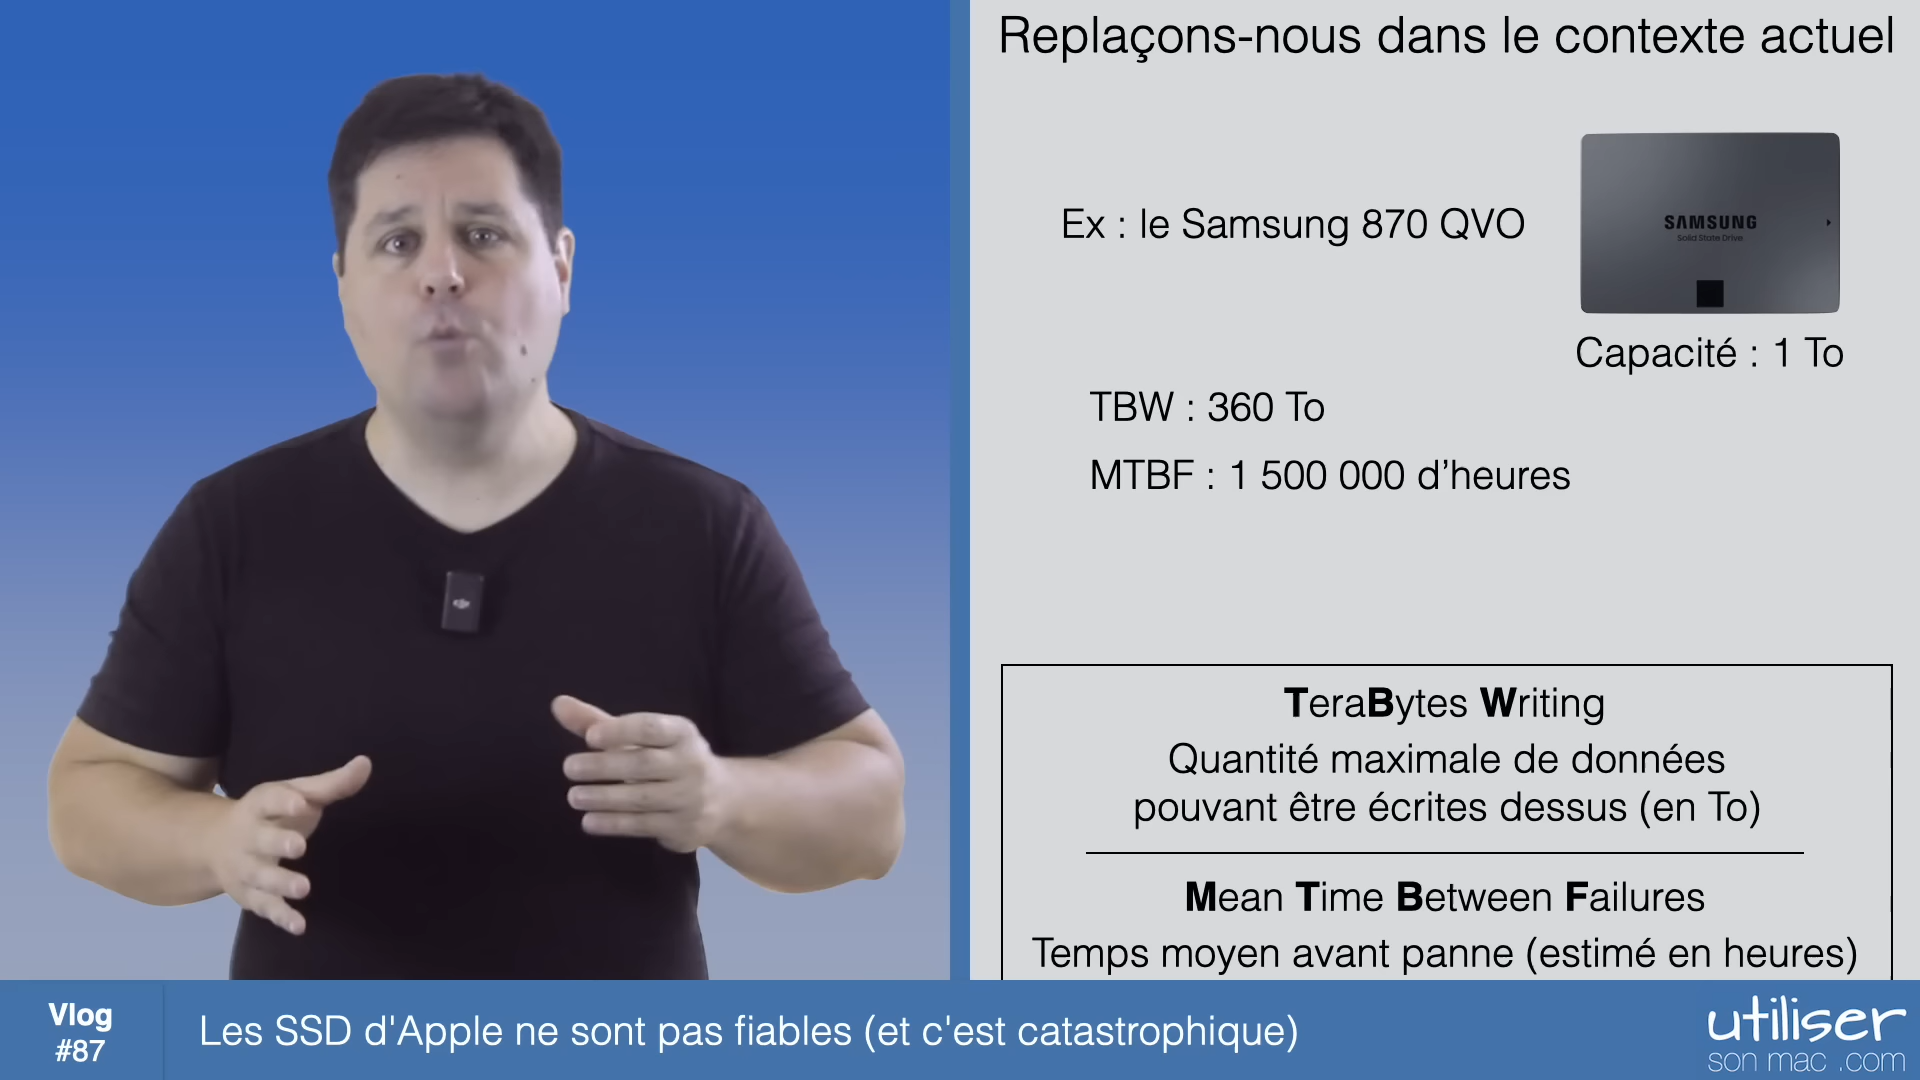 Replaçons-nous dans le contexte actuel
Ex : le Samsung 870 QVO
SAMSUNG
Solid State Drive
Capacité : 1 To
TBW : 360 To
MTBF : 1 500 000 d’heures
TeraBytes Writing
Quantité maximale de données
pouvant être écrites dessus (en To)
Mean Time Between Failures
Temps moyen avant panne (estimé en heures)
Vlog
#87
Les SSD d'Apple ne sont pas fiables (et c'est catastrophique)
utiliser
son mac .com